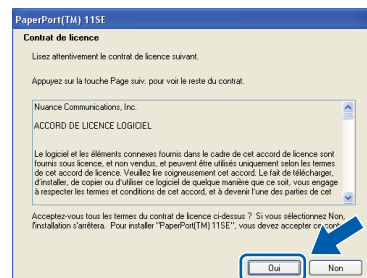 PaperPort(TM) 11SE
Contrat de licence
Lisez attentivement le contrat de licence suivant.
Appuyez sur la touche Page suiv. pour voir le reste du contrat.
Nuance Communications, Inc.
ACCORD DE LICENCE LOGICIEL
Le logiciel et les éléments connexes fournis dans le cadre de cet accord de licence sont
fournis sous licence, et non vendus, et peuvent être utilisés uniquement selon les termes
de cet accord de licence. Veuillez lire soigneusement cet accord. Le fait de télécharger,
d'installer, de copier ou d'utiliser ce logiciel de quelque manière que ce soit, vous engage
à respecter les termes et conditions de cet accord, et à devenir l'une des parties de cet
Acceptez-vous tous les termes du contrat de licence ci-dessus ? Si vous sélectionnez Non,
l'installation s'arrêtera. Pour installer "PaperPort(TM) 11SE", vous devez accepter ce
Oui
Non